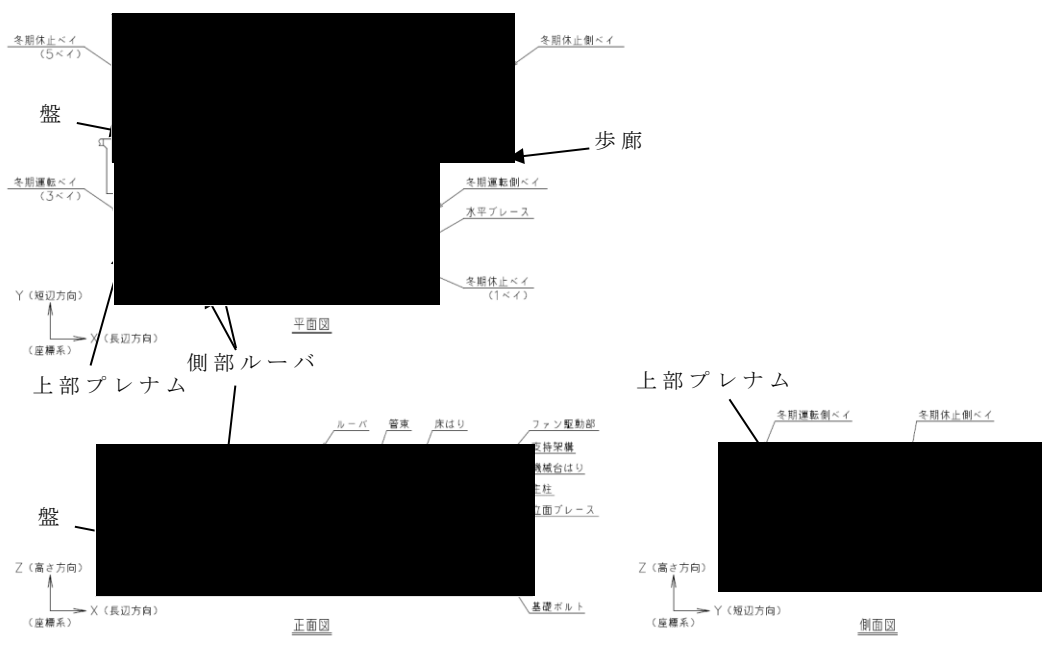 冬期休止ベイ
(5ベイ)
冬期休止側ベイ
盤
歩廊
冬期運転ベイ
(3ベイ)
冬期運転側ベイ
水平ブレース
冬期休止ベイ
(1ベイ)
Y(短辺方向)
X(長辺方向)
(座標系)
平面図
側部ルーバ
上部プレナム
上部プレナム
ルーバ
管束
床はり
ファン駆動部
支持架構
機械台はり
主柱
立面ブレース
盤
Z(高さ方向)
X(長辺方向)
(座標系)
基礎ボルト
正面図
冬期運転側ベイ
冬期休止側ベイ
Z(高さ方向)
Y(短辺方向)
(座標系)
側面図